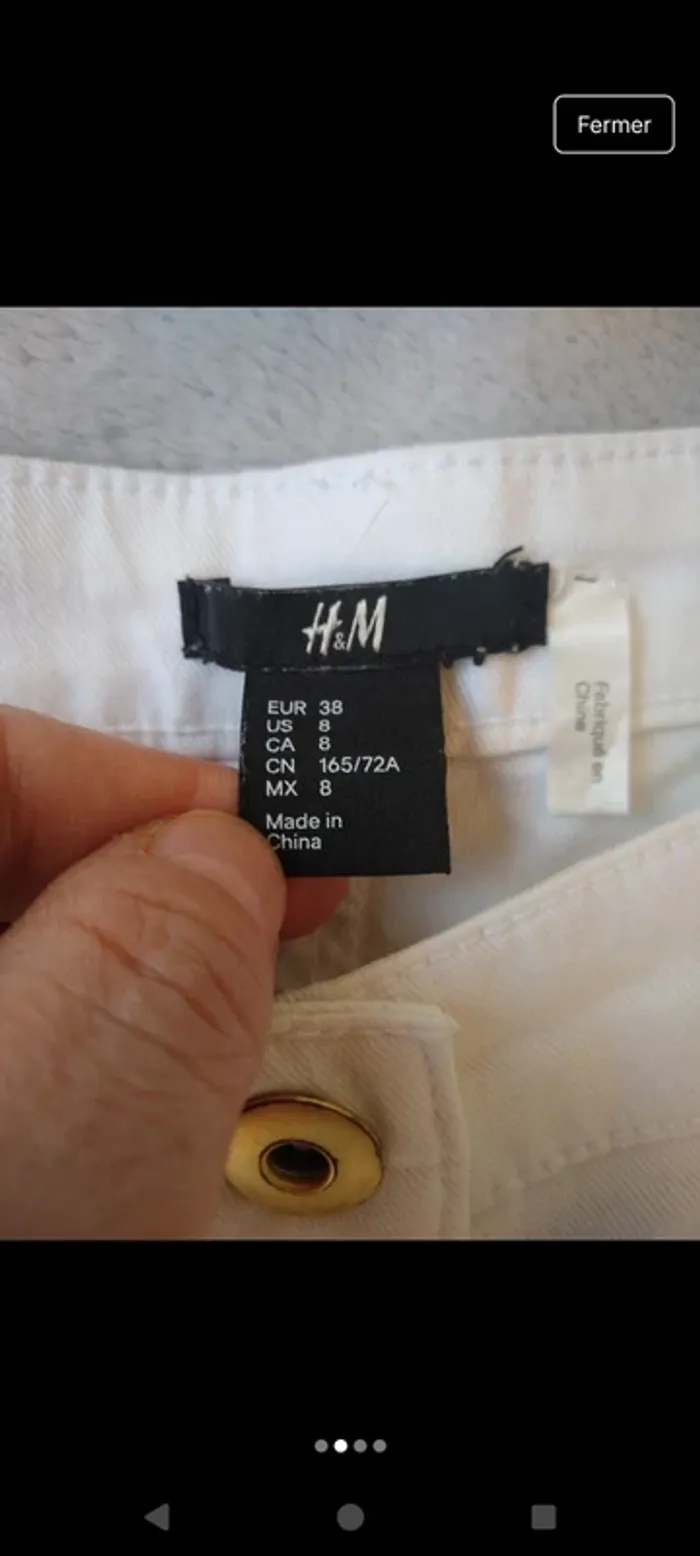 Fermer
H&M
EUR 38
US 8
CA 8
CN 165/72A
MX 8
Made in
China
Fabriqué en
Chine